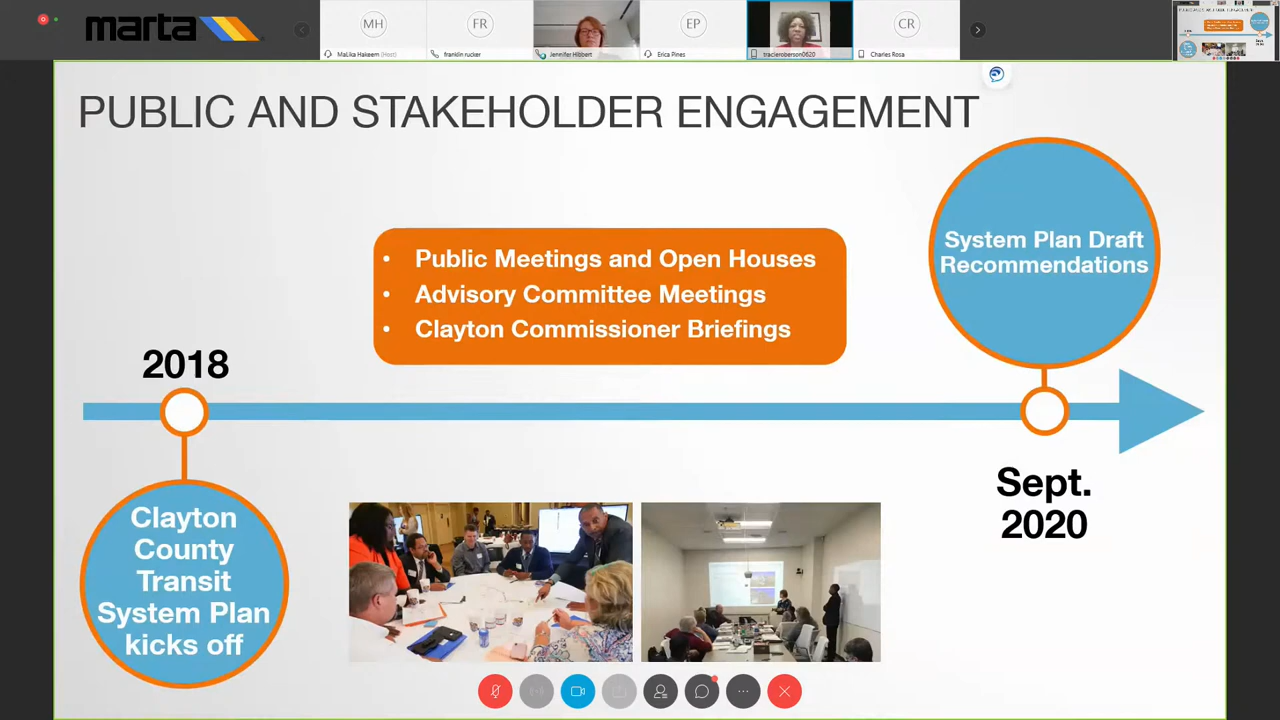 marta
MH
FR
EP
CR
MaLika Hakeem (Host)
franklin.rucker
Jennifer Hibbert
Erica Pines
tracieroberson0620
Charles Rosa
PUBLIC AND STAKEHOLDER ENGAGEMENT
• Public Meetings and Open Houses
• Advisory Committee Meetings
• Clayton Commissioner Briefings
System Plan Draft
Recommendations
2018
Clayton
County
Transit
System Plan
kicks off
Sept.
2020